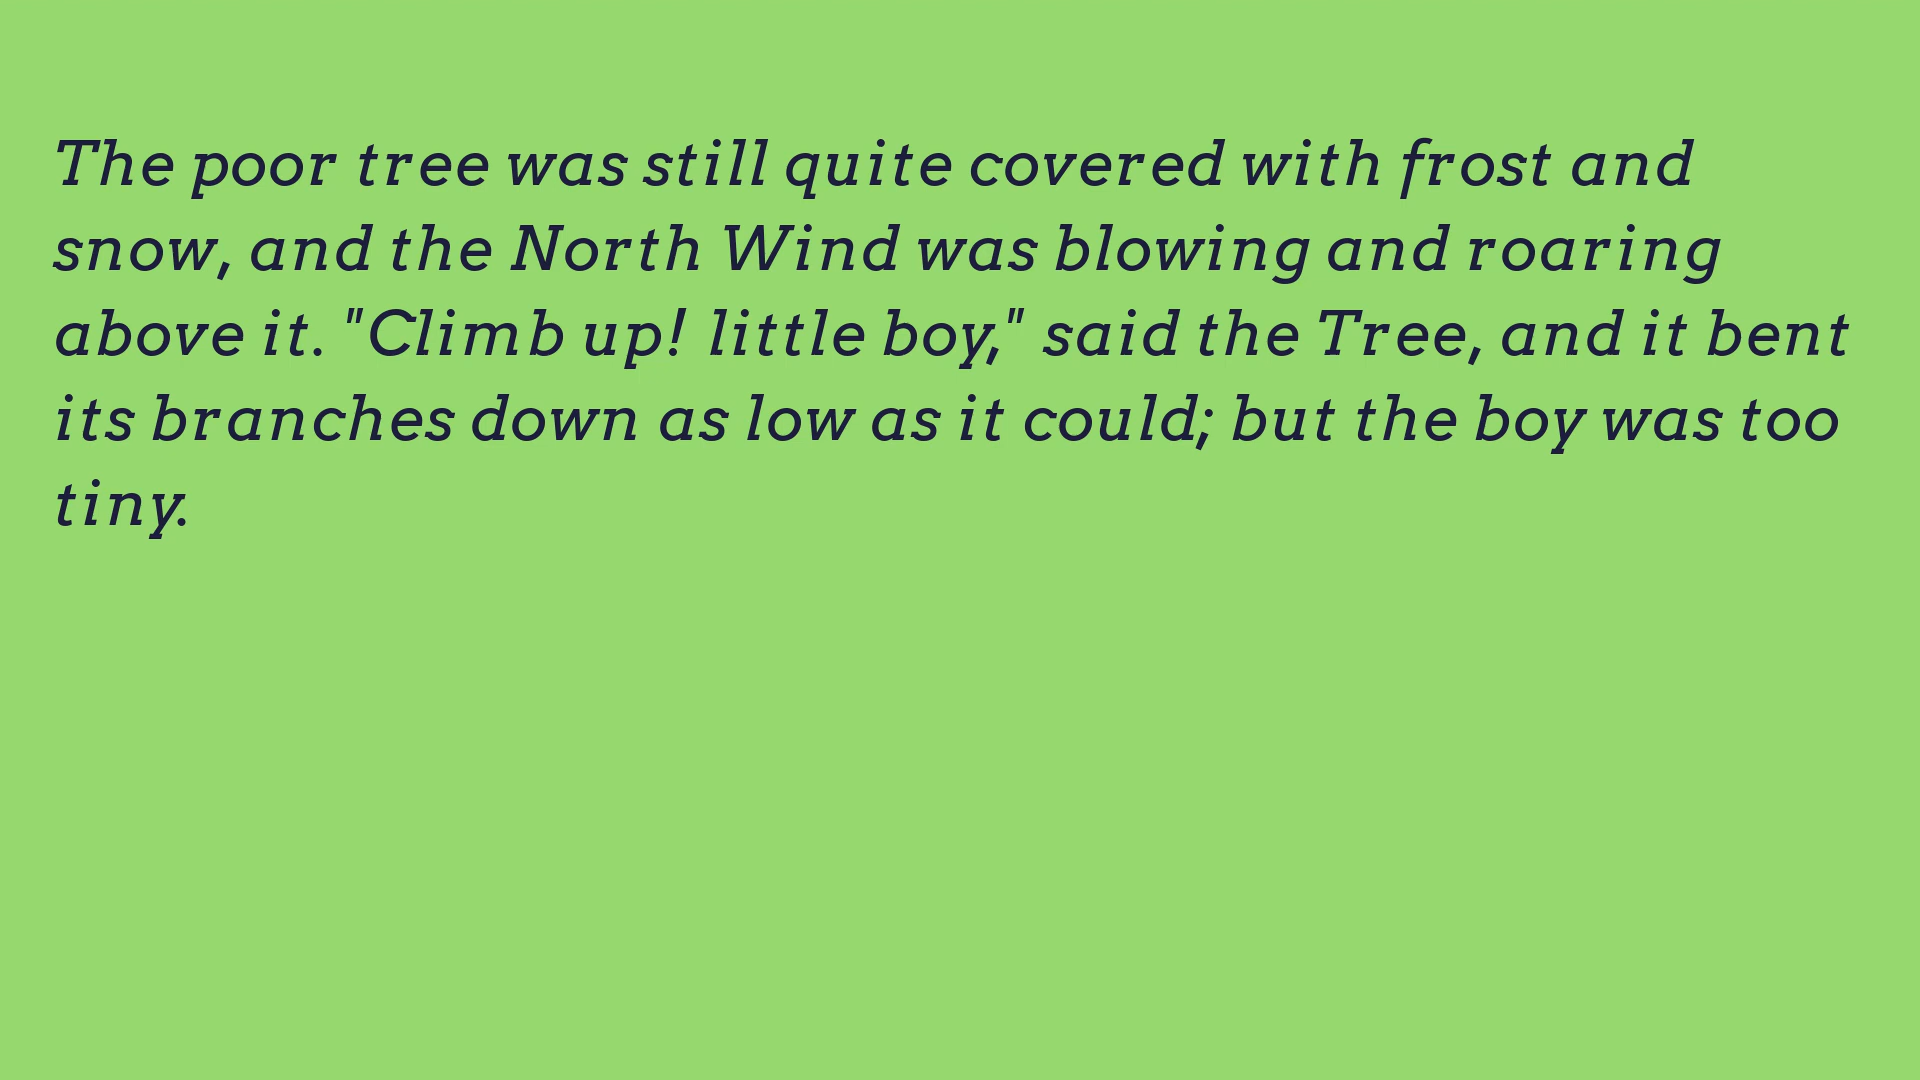 The poor tree was still quite covered with frost and
snow, and the North Wind was blowing and roaring
above it. "Climb up! little boy," said the Tree, and it bent
its branches down as low as it could; but the boy was too
tiny.